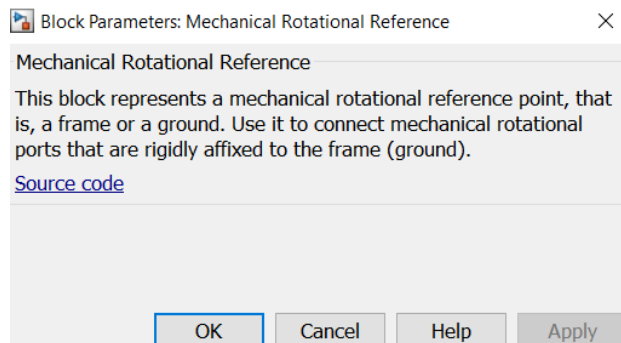 Block Parameters: Mechanical Rotational Reference
Mechanical Rotational Reference
This block represents a mechanical rotational reference point, that
is, a frame or a ground. Use it to connect mechanical rotational
ports that are rigidly affixed to the frame (ground).
Source code
OK Cancel Help Apply